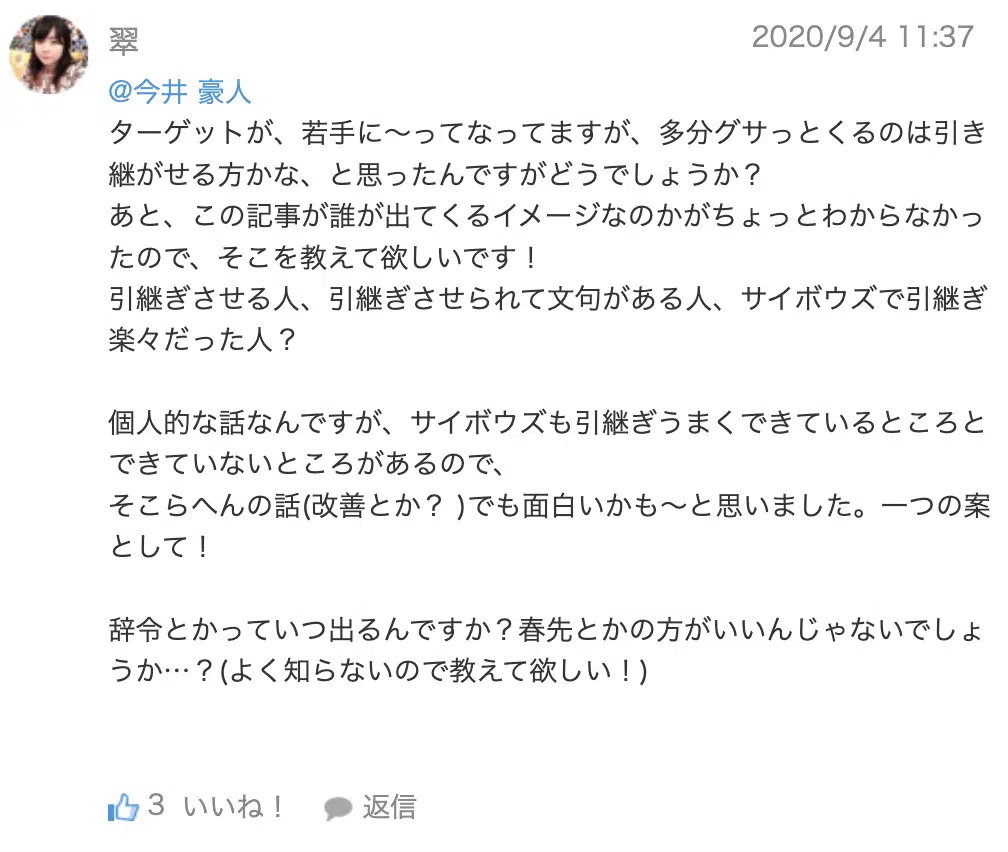 翠
2020/9/4 11:37
@今井 豪人
ターゲットが、若手に〜ってなってますが、多分グサっとくるのは引き
継がせる方かな、と思ったんですがどうでしょうか？
あと、この記事が誰が出てくるイメージなのかがちょっとわからなかっ
たので、そこを教えて欲しいです！
引継ぎさせる人、引継ぎさせられて文句がある人、サイボウズで引継ぎ
楽々だった人？
個人的な話なんですが、サイボウズも引継ぎうまくできているところと
できていないところがあるので、
そこらへんの話(改善とか？ )でも面白いかも〜と思いました。一つの案
として！
辞令とかっていつ出るんですか？春先とかの方がいいんじゃないでしょ
うか…？(よく知らないので教えて欲しい！)
3 いいね！ 返信